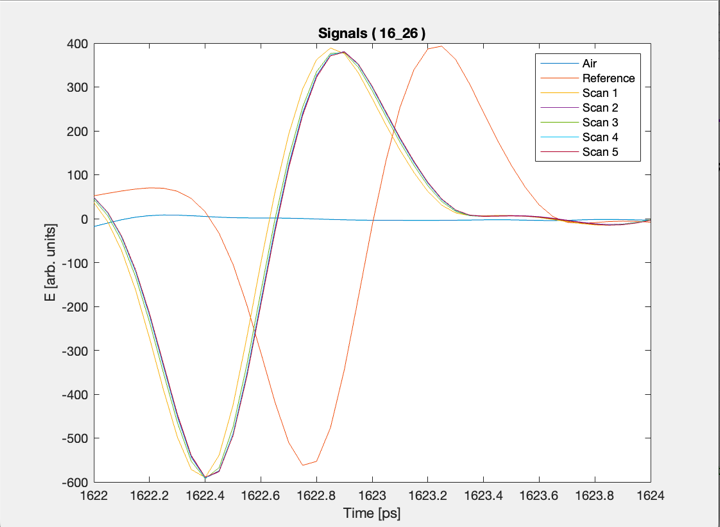 Signals ( 16_26 )
400
300
200
100
0
-100
-200
-300
-400
-500
-600
E [arb. units]
Air
Reference
Scan 1
Scan 2
Scan 3
Scan 4
Scan 5
1622
1622.2
1622.4
1622.6
1622.8
1623
1623.2
1623.4
1623.6
1623.8
1624
Time [ps]